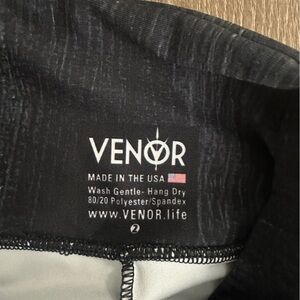 VENOR
MADE IN THE USA
Wash Gentle- Hang Dry
80/20 Polyester/Spandex
www.VENOR.life
2